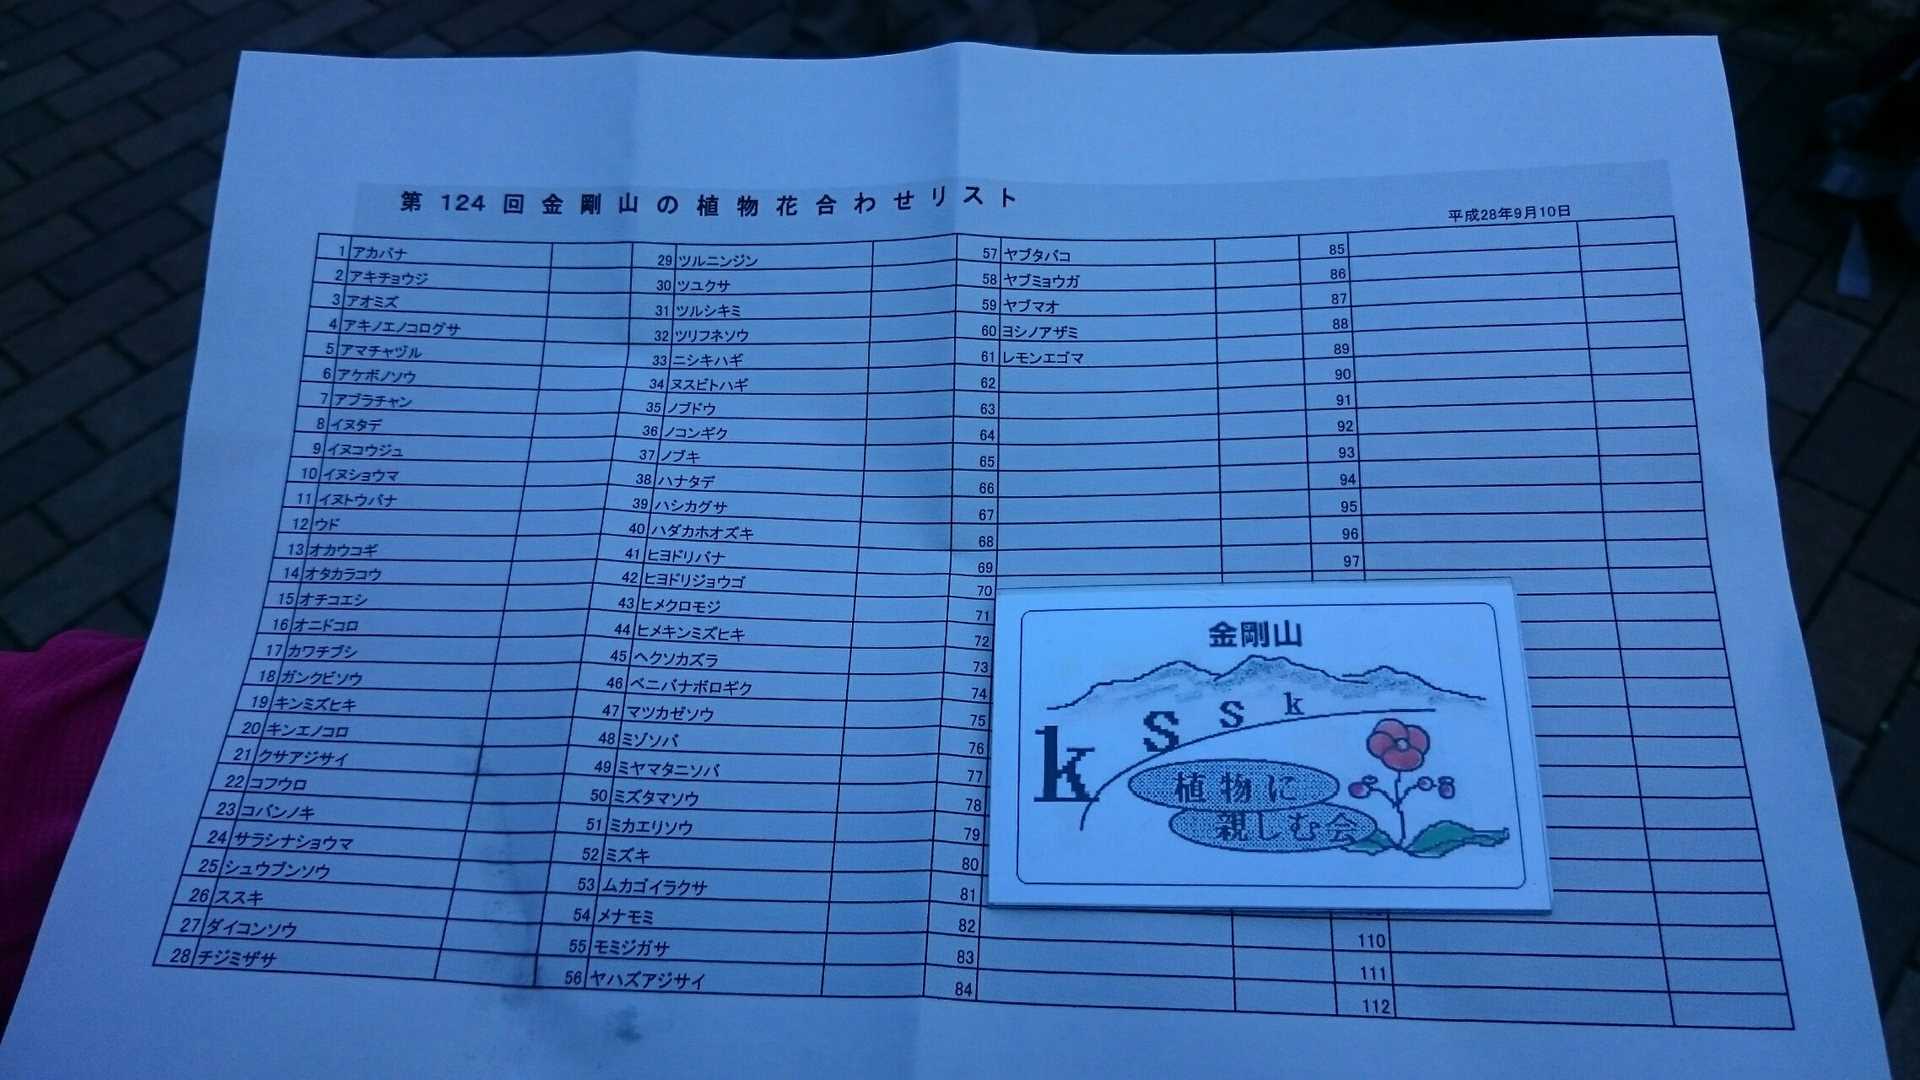 第 124 回 金 剛 山 の 植 物 花 合 わ せ リ ス ト
平成28年9月10日
1 アカバナ
2 アキチョウジ
3 アオミズ
4 アキノエノコログサ
5 アマチャヅル
6 アケボノソウ
7 アブラチャン
8 イヌタデ
9 イヌコウジュ
10 イヌショウマ
11 イヌトウバナ
12 ウド
13 オカウコギ
14 オタカラコウ
15 オチコエシ
16 オニドコロ
17 カワチブシ
18 ガンクビソウ
19 キンミズヒキ
20 キンエノコロ
21 クサアジサイ
22 コフウロ
23 コバンノキ
24 サラシナショウマ
25 シュウブンソウ
26 ススキ
27 ダイコンソウ
28 チジミザサ
29 ツルニンジン
30 ツユクサ
31 ツルシキミ
32 ツリフネソウ
33 ニシキハギ
34 ヌスビトハギ
35 ノブドウ
36 ノコンギク
37 ノブキ
38 ハナタデ
39 ハシカグサ
40 ハダカホオズキ
41 ヒヨドリバナ
42 ヒヨドリジョウゴ
43 ヒメクロモジ
44 ヒメキンミズヒキ
45 ヘクソカズラ
46 ベニバナボロギク
47 マツカゼソウ
48 ミゾソバ
49 ミヤマタニソバ
50 ミズタマソウ
51 ミカエリソウ
52 ミズキ
53 ムカゴイラクサ
54 メナモミ
55 モミジガサ
56 ヤハズアジサイ
57 ヤブタバコ
58 ヤブミョウガ
59 ヤブマオ
60 ヨシノアザミ
61 レモンエゴマ
62
63
64
65
66
67
68
69
70
71
72
73
74
75
76
77
78
79
80
81
82
83
84
85
86
87
88
89
90
91
92
93
94
95
96
97
110
111
112
金剛山
k s s k
植物に
親しむ会